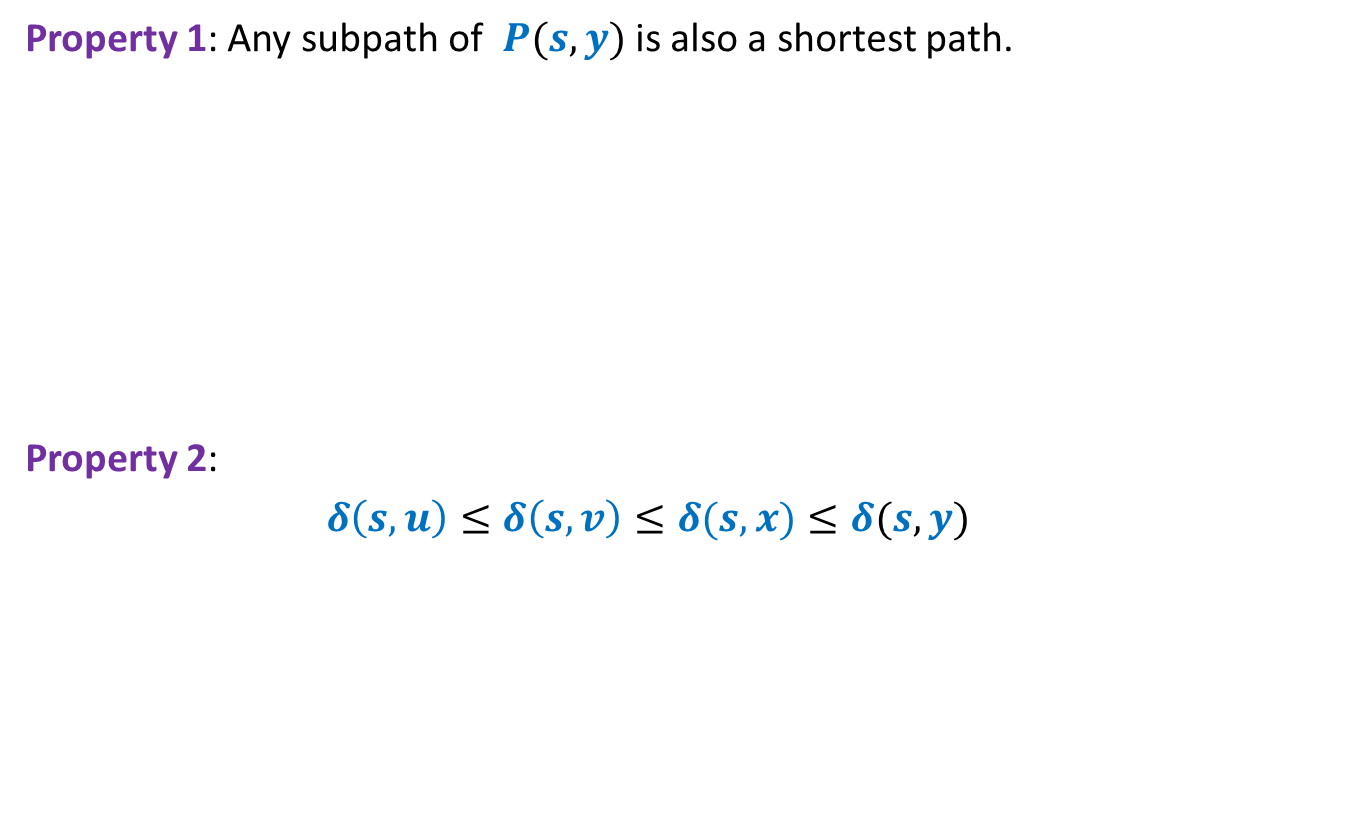 Property 1: Any subpath of P(s, y) is also a shortest path.
Property 2:
δ(s, u) ≤ δ(s, v) ≤ δ(s, x) ≤ δ(s, y)